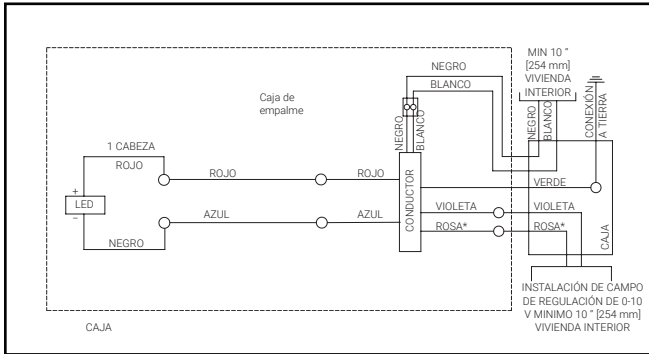 NEGRO
BLANCO
MIN 10 "
[254 mm]
VIVIENDA
INTERIOR
NEGRO
BLANCO
CONEXIÓN
A TIERRA
Caja de
empalme
NEGRO
BLANCO
1 CABEZA
ROJO
ROJO
ROJO
+
LED
–
NEGRO
AZUL
AZUL
CONDUCTOR
VERDE
VIOLETA
VIOLETA
ROSA*
ROSA*
CAJA
INSTALACIÓN DE CAMPO
DE REGULACIÓN DE 0-10
V MINIMO 10 " [254 mm]
VIVIENDA INTERIOR
CAJA